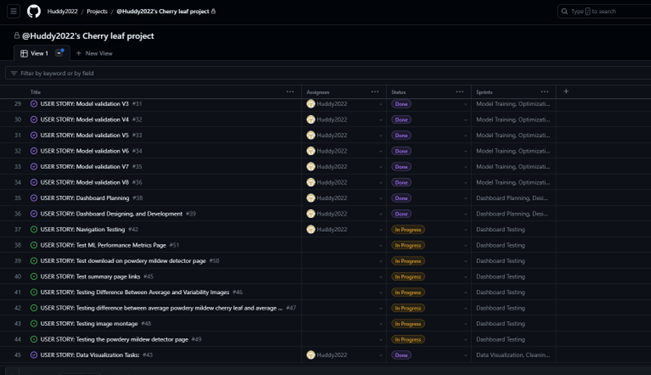 Huddy2022 / Projects / @Huddy2022's Cherry leaf project
Type / to search
@Huddy2022's Cherry leaf project
View 1
New View
Filter by keyword or by field
Title Assignees Status Sprints
29 USER STORY: Model validation V3 #31 Huddy2022 Done Model Training, Optimizati...
30 USER STORY: Model validation V4 #32 Huddy2022 Done Model Training, Optimizati...
31 USER STORY: Model validation V5 #33 Huddy2022 Done Model Training, Optimizati...
32 USER STORY: Model validation V6 #34 Huddy2022 Done Model Training, Optimizati...
33 USER STORY: Model validation V7 #35 Huddy2022 Done Model Training, Optimizati...
34 USER STORY: Model validation V8 #36 Huddy2022 Done Model Training, Optimizati...
35 USER STORY: Dashboard Planning #38 Huddy2022 Done Dashboard Planning, Desi...
36 USER STORY: Dashboard Designing, and Development #39 Huddy2022 Done Dashboard Planning, Desi...
37 USER STORY: Navigation Testing #42 Huddy2022 In Progress Dashboard Testing
38 USER STORY: Test ML Performance Metrics Page #51 In Progress Dashboard Testing
39 USER STORY: Test download on powdery mildew detector page #50 In Progress Dashboard Testing
40 USER STORY: Test summary page links #45 In Progress Dashboard Testing
41 USER STORY: Testing Difference Between Average and Variability Images #46 In Progress Dashboard Testing
42 USER STORY: Testing difference between average powdery mildew cherry leaf and average ... #47 In Progress Dashboard Testing
43 USER STORY: Testing image montage #48 In Progress Dashboard Testing
44 USER STORY: Testing the powdery mildew detector page #49 In Progress Dashboard Testing
45 USER STORY: Data Visualization Tasks: #43 Huddy2022 Done Data Visualization, Cleanin...